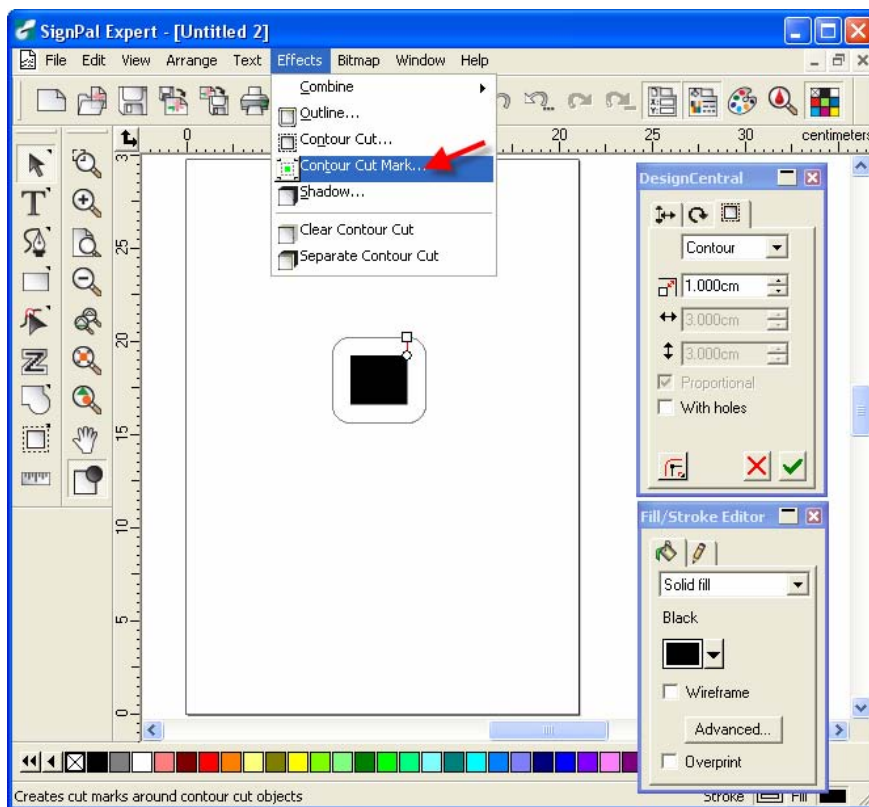 SignPal Expert - [Untitled 2]
File Edit View Arrange Text Effects Bitmap Window Help
Combine
Outline...
Contour Cut...
Contour Cut Mark...
Shadow...
Clear Contour Cut
Separate Contour Cut
0 20 25 30 centimeters
25
20
15
10
5
0
DesignCentral
Contour
1.000cm
3.000cm
3.000cm
Proportional
With holes
Fill/Stroke Editor
Solid fill
Black
Wireframe
Advanced...
Overprint
Creates cut marks around contour cut objects
Stroke Fill